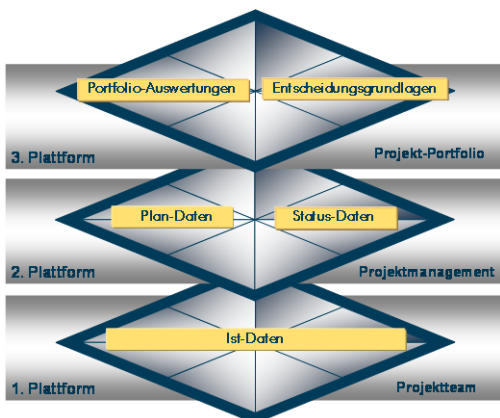 Portfolio-Auswertungen
Entscheidungsgrundlagen
3. Plattform
Projekt-Portfolio
Plan-Daten
Status-Daten
2. Plattform
Projektmanagement
Ist-Daten
1. Plattform
Projektteam